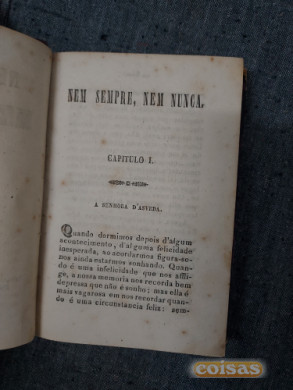 NEM SEMPRE, NEM NUNCA.
CAPITULO I.
A SENHORA D'ASVEDA.
Quando dormimos depois d'algum
acontecimento, d'alguma felicidade
inesperada, ao acordarmos figura-se-
nos ainda estarmos sonhando. Quan-
do é uma infelicidade que nos affli-
ge, a nossa memoria nos recorda bem
depressa que não é sonho; mas ella é
mais vagarosa em nos recordar quan-
do é uma circunstancia feliz: sem-
coisas